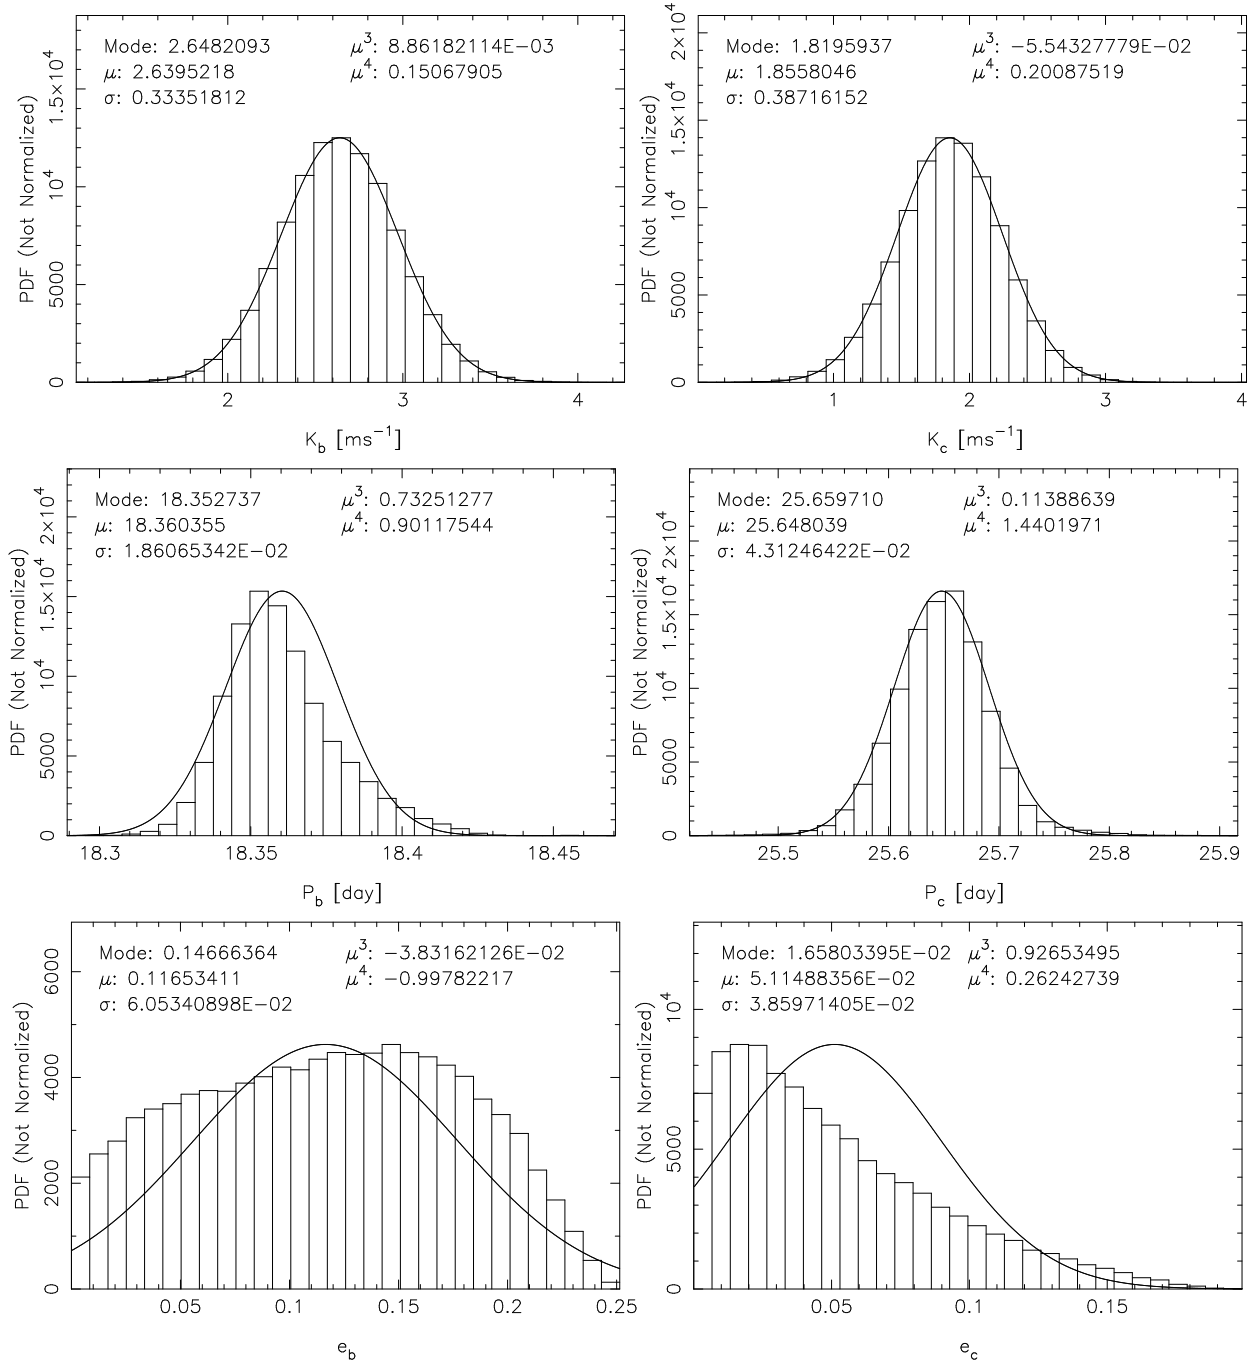 Mode: 2.6482093
μ: 2.6395218
σ: 0.33351812
μ³: 8.86182114E−03
μ⁴: 0.15067905
PDF (Not Normalized)
0 5000 10⁴ 1.5×10⁴
2 3 4
K_b [ms⁻¹]
Mode: 1.8195937
μ: 1.8558046
σ: 0.38716152
μ³: −5.54327779E−02
μ⁴: 0.20087519
PDF (Not Normalized)
0 5000 10⁴ 1.5×10⁴ 2×10⁴
1 2 3 4
K_c [ms⁻¹]
Mode: 18.352737
μ: 18.360355
σ: 1.86065342E−02
μ³: 0.73251277
μ⁴: 0.90117544
PDF (Not Normalized)
0 5000 10⁴ 1.5×10⁴ 2×10⁴
18.3 18.35 18.4 18.45
P_b [day]
Mode: 25.659710
μ: 25.648039
σ: 4.31246422E−02
μ³: 0.11388639
μ⁴: 1.4401971
PDF (Not Normalized)
0 5000 10⁴ 1.5×10⁴ 2×10⁴
25.5 25.6 25.7 25.8 25.9
P_c [day]
Mode: 0.14666364
μ: 0.11653411
σ: 6.05340898E−02
μ³: −3.83162126E−02
μ⁴: −0.99782217
PDF (Not Normalized)
0 2000 4000 6000
0.05 0.1 0.15 0.2 0.25
e_b
Mode: 1.65803395E−02
μ: 5.11488356E−02
σ: 3.85971405E−02
μ³: 0.92653495
μ⁴: 0.26242739
PDF (Not Normalized)
0 5000 10⁴
0.05 0.1 0.15
e_c